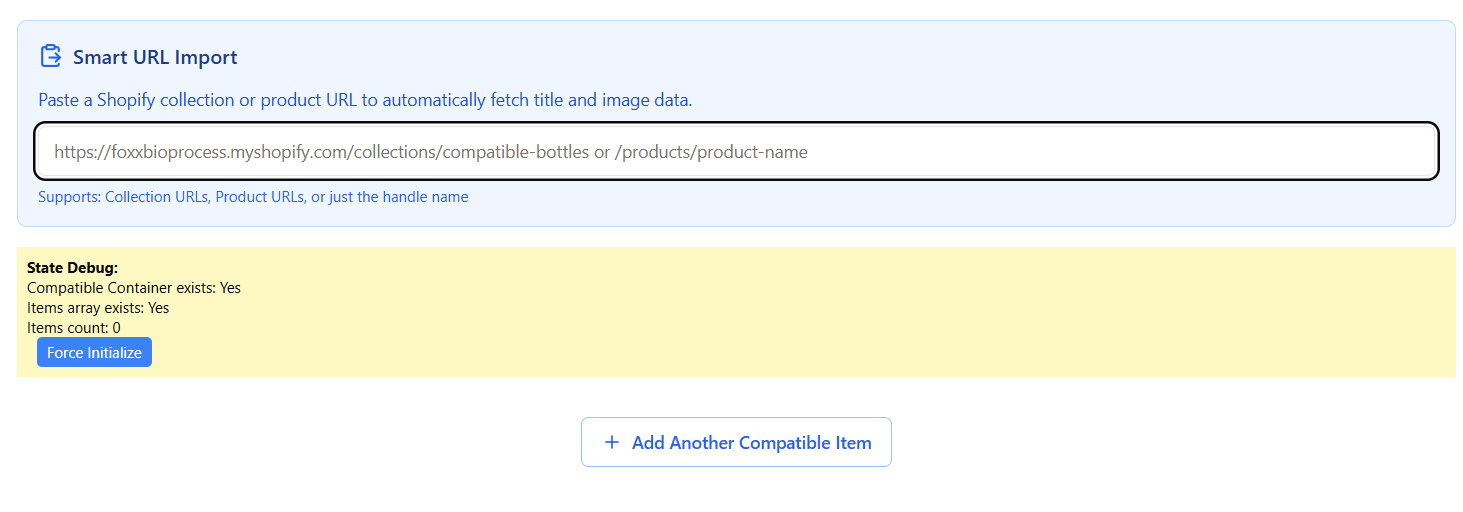 Smart URL Import
Paste a Shopify collection or product URL to automatically fetch title and image data.
https://foxxbioprocess.myshopify.com/collections/compatible-bottles or /products/product-name
Supports: Collection URLs, Product URLs, or just the handle name
State Debug:
Compatible Container exists: Yes
Items array exists: Yes
Items count: 0
Force Initialize
Add Another Compatible Item